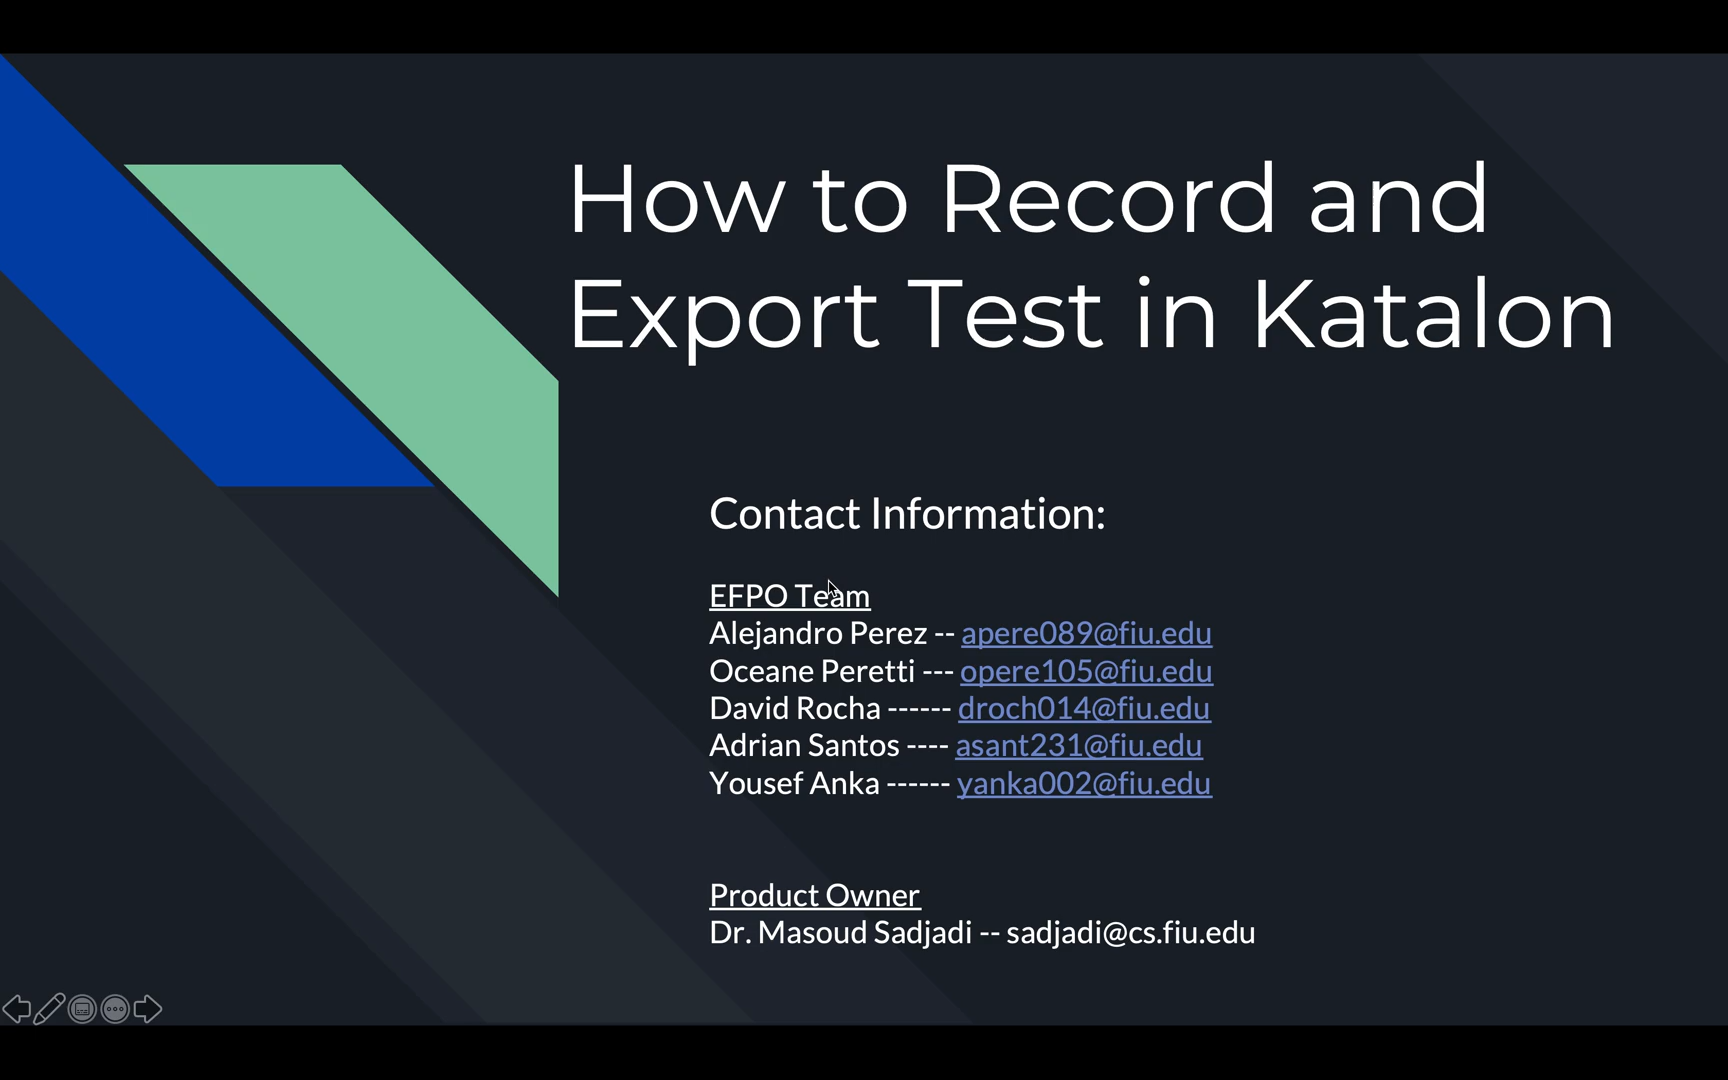 How to Record and
Export Test in Katalon
Contact Information:
EFPO Team
Alejandro Perez -- apere089@fiu.edu
Oceane Peretti --- opere105@fiu.edu
David Rocha ------ droch014@fiu.edu
Adrian Santos ---- asant231@fiu.edu
Yousef Anka ------ yanka002@fiu.edu
Product Owner
Dr. Masoud Sadjadi -- sadjadi@cs.fiu.edu